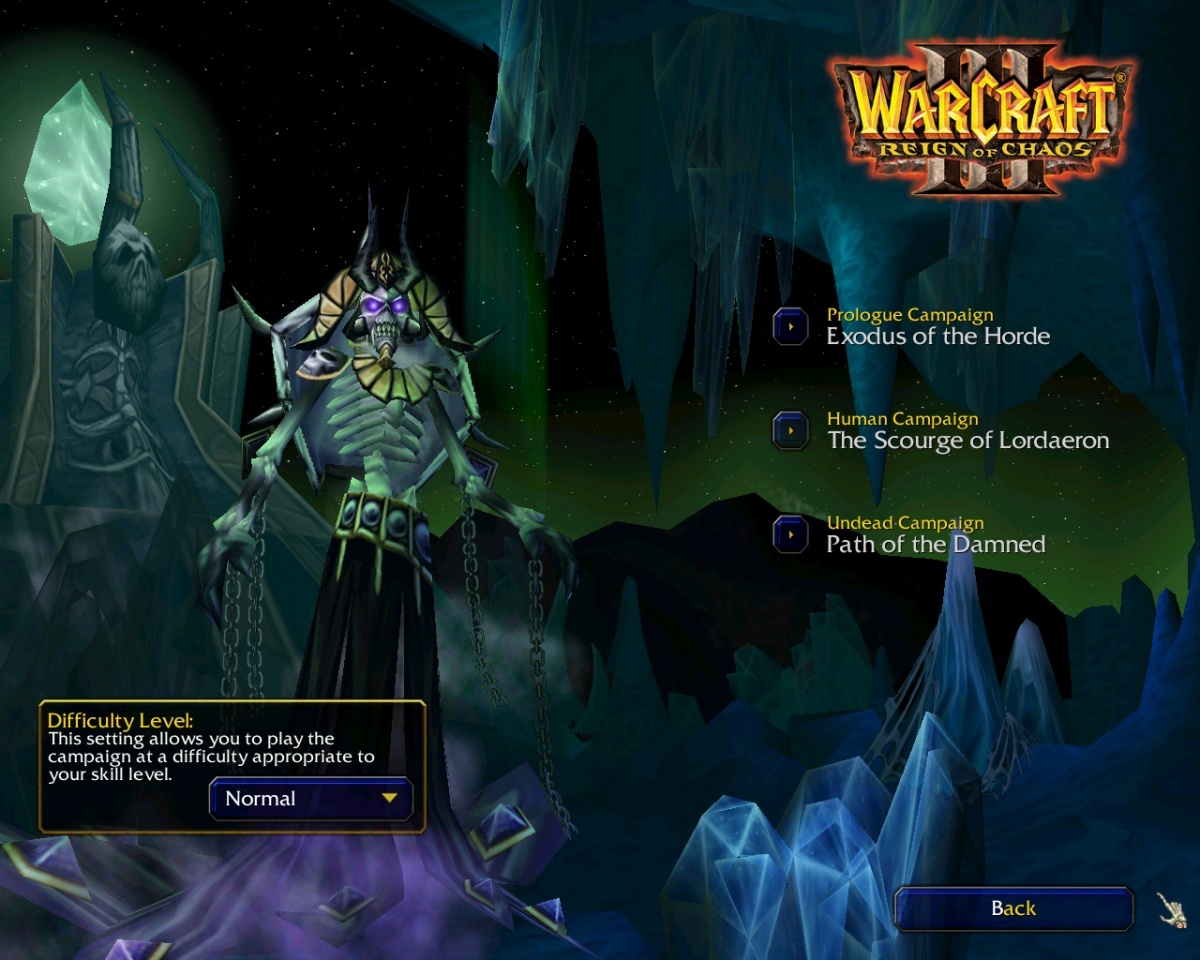 WARCRAFT®
III
REIGN OF CHAOS™
Prologue Campaign
Exodus of the Horde
Human Campaign
The Scourge of Lordaeron
Undead Campaign
Path of the Damned
Difficulty Level:
This setting allows you to play the
campaign at a difficulty appropriate to
your skill level.
Normal
Back